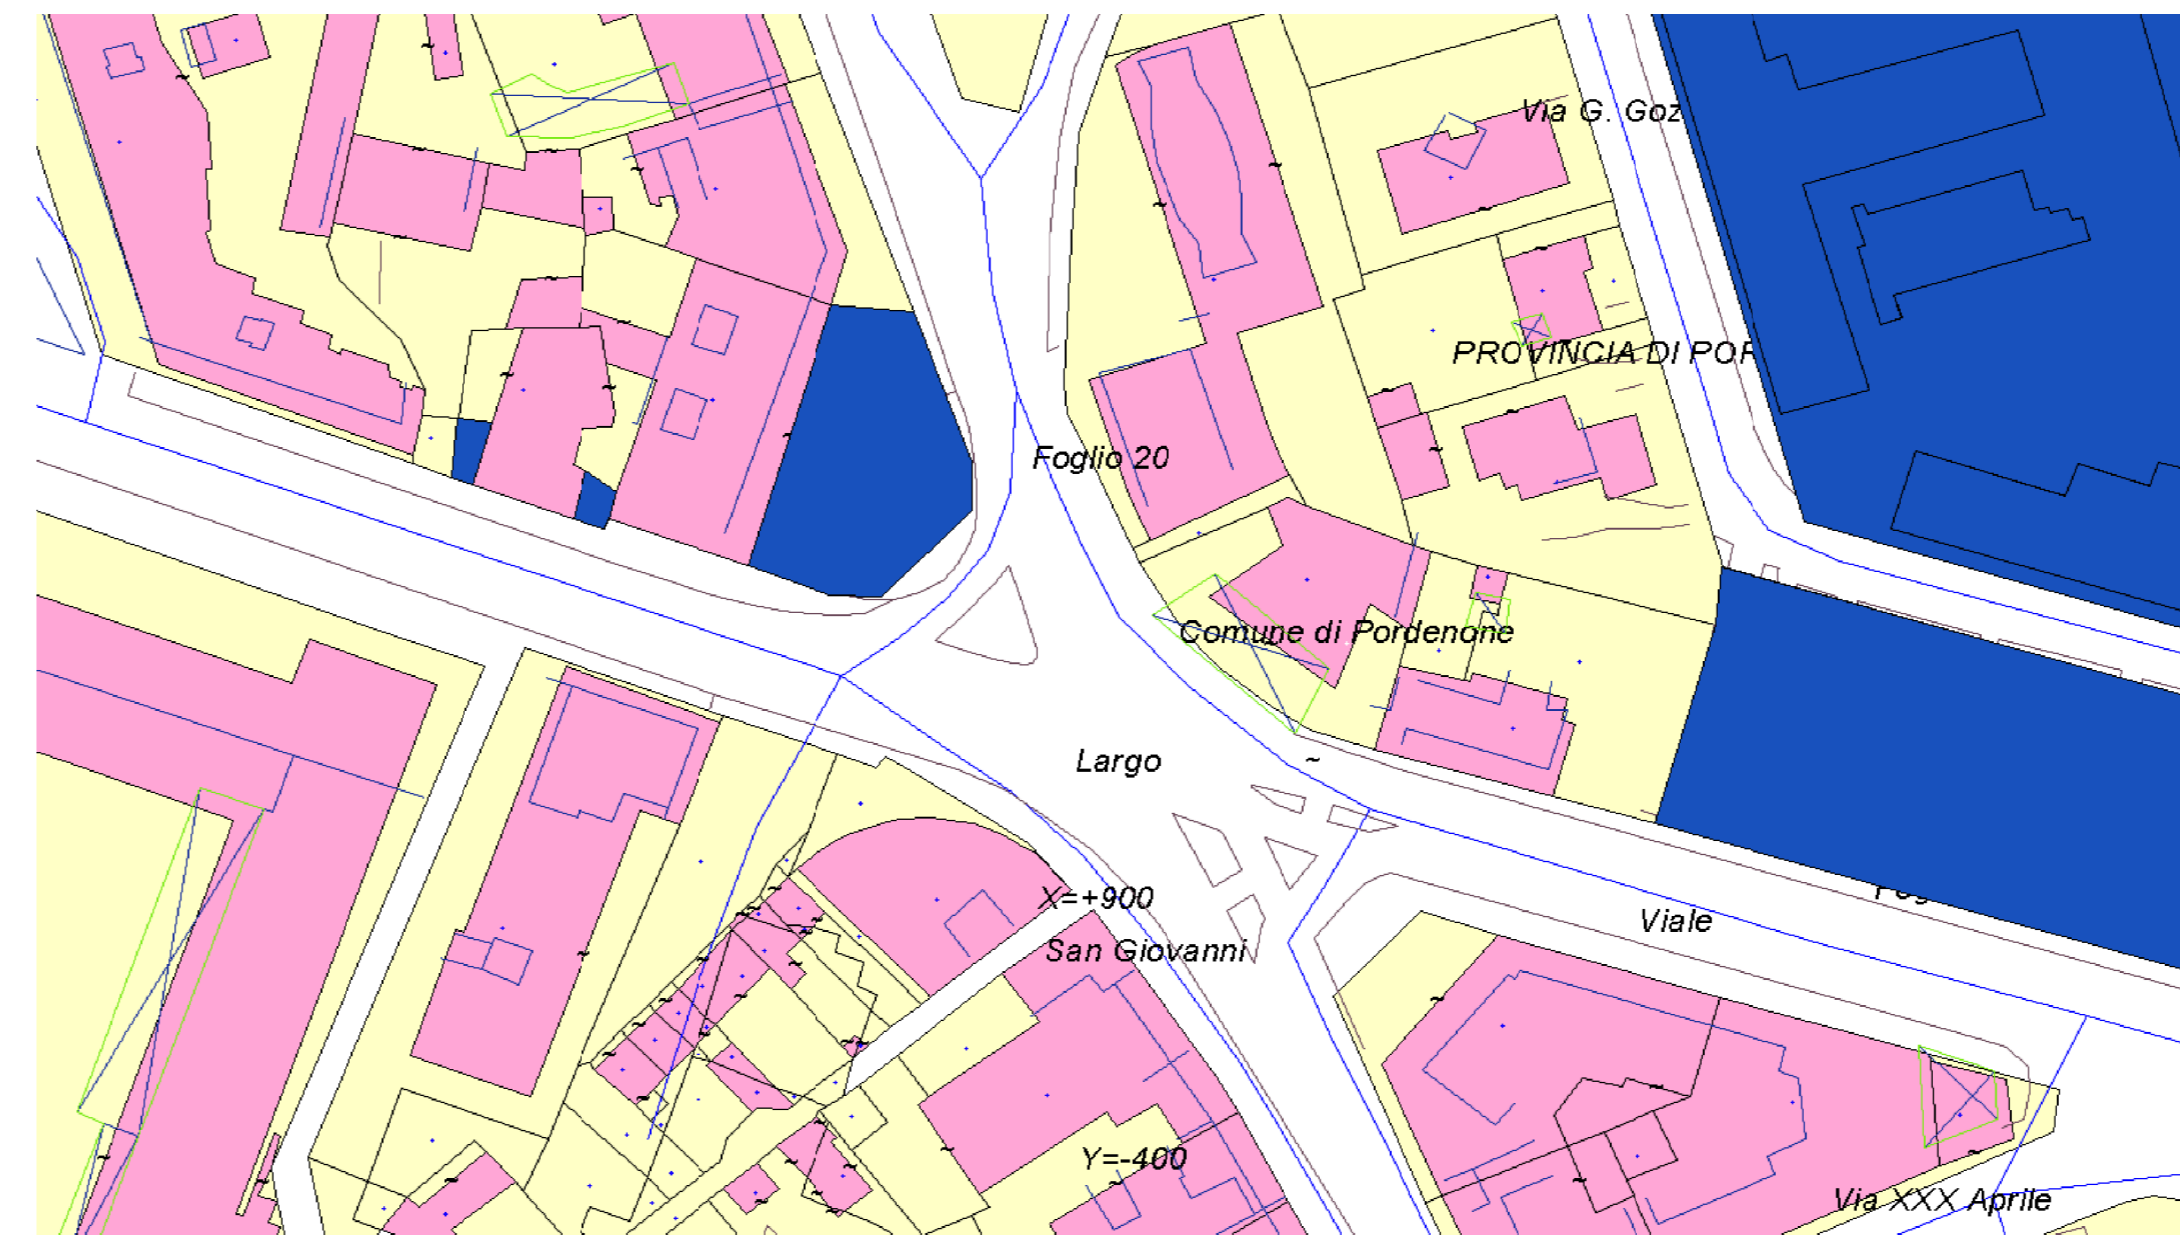 Via G. Goz
PROVINCIA DI POR
Foglio 20
Comune di Pordenone
Largo
X=+900
Viale
San Giovanni
Y=-400
Via XXX Aprile